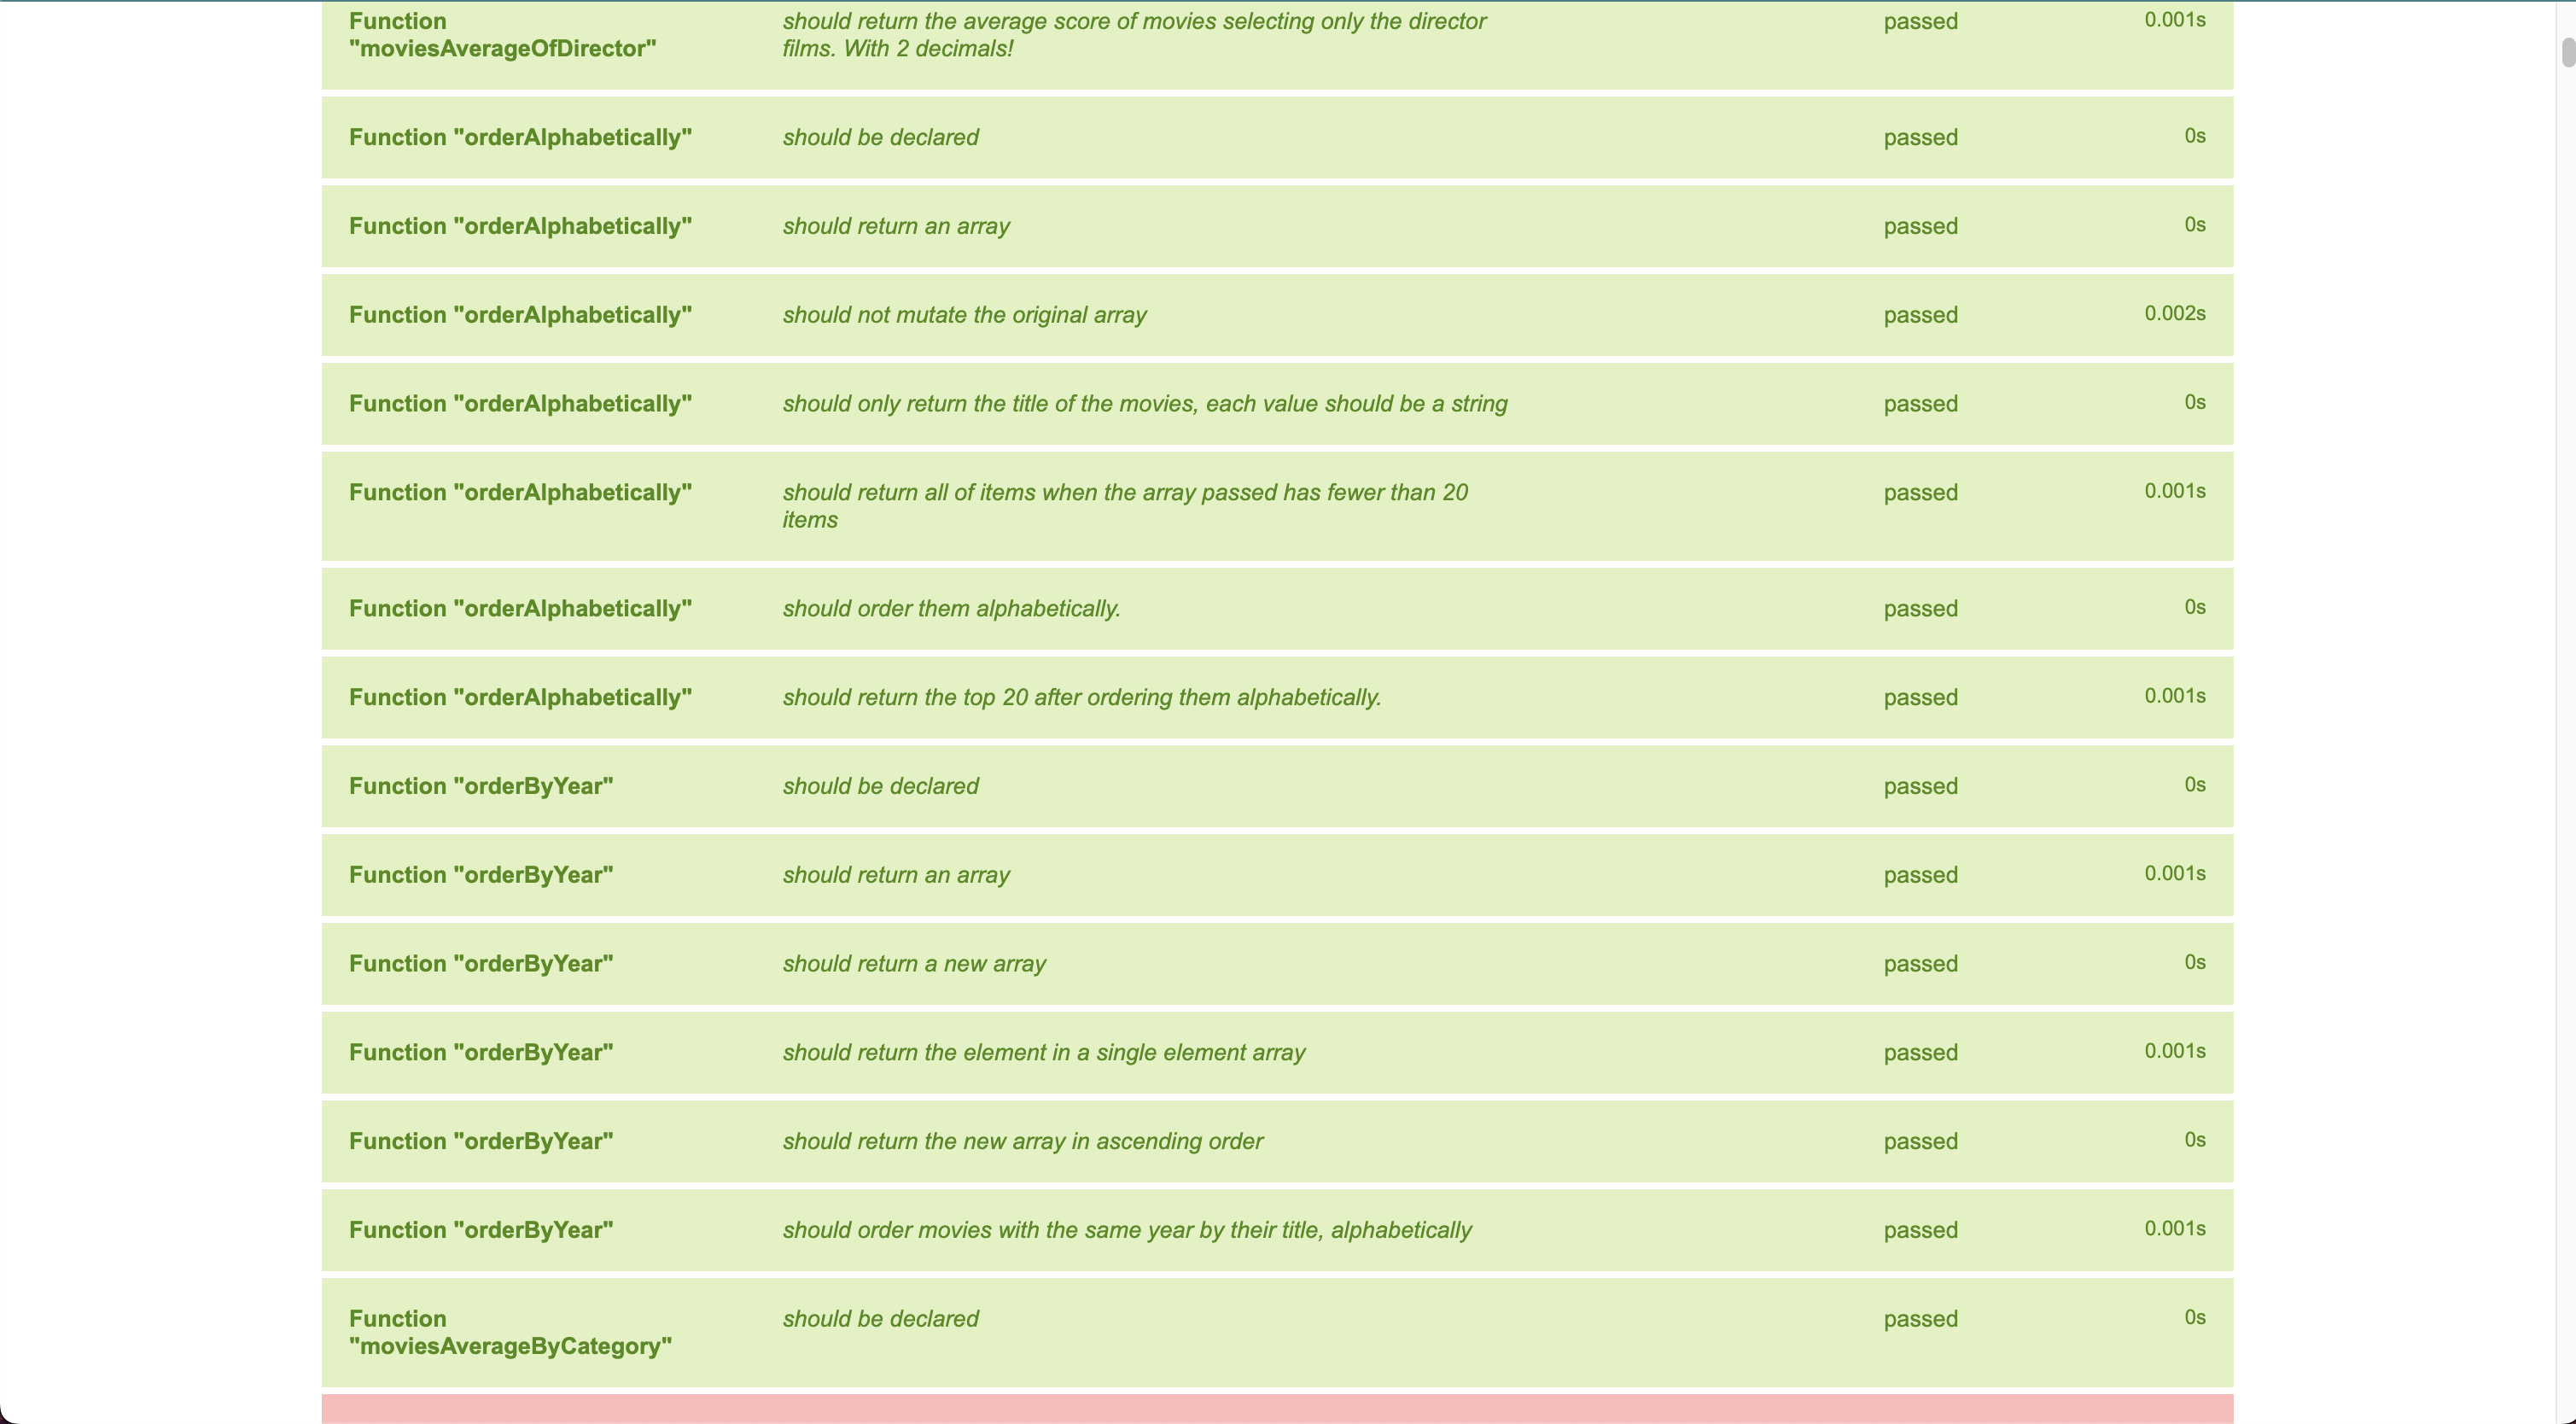 Function should return the average score of movies selecting only the director passed 0.001s
"moviesAverageOfDirector" films. With 2 decimals!
Function "orderAlphabetically" should be declared passed 0s
Function "orderAlphabetically" should return an array passed 0s
Function "orderAlphabetically" should not mutate the original array passed 0.002s
Function "orderAlphabetically" should only return the title of the movies, each value should be a string passed 0s
Function "orderAlphabetically" should return all of items when the array passed has fewer than 20 passed 0.001s
items
Function "orderAlphabetically" should order them alphabetically. passed 0s
Function "orderAlphabetically" should return the top 20 after ordering them alphabetically. passed 0.001s
Function "orderByYear" should be declared passed 0s
Function "orderByYear" should return an array passed 0.001s
Function "orderByYear" should return a new array passed 0s
Function "orderByYear" should return the element in a single element array passed 0.001s
Function "orderByYear" should return the new array in ascending order passed 0s
Function "orderByYear" should order movies with the same year by their title, alphabetically passed 0.001s
Function should be declared passed 0s
"moviesAverageByCategory"